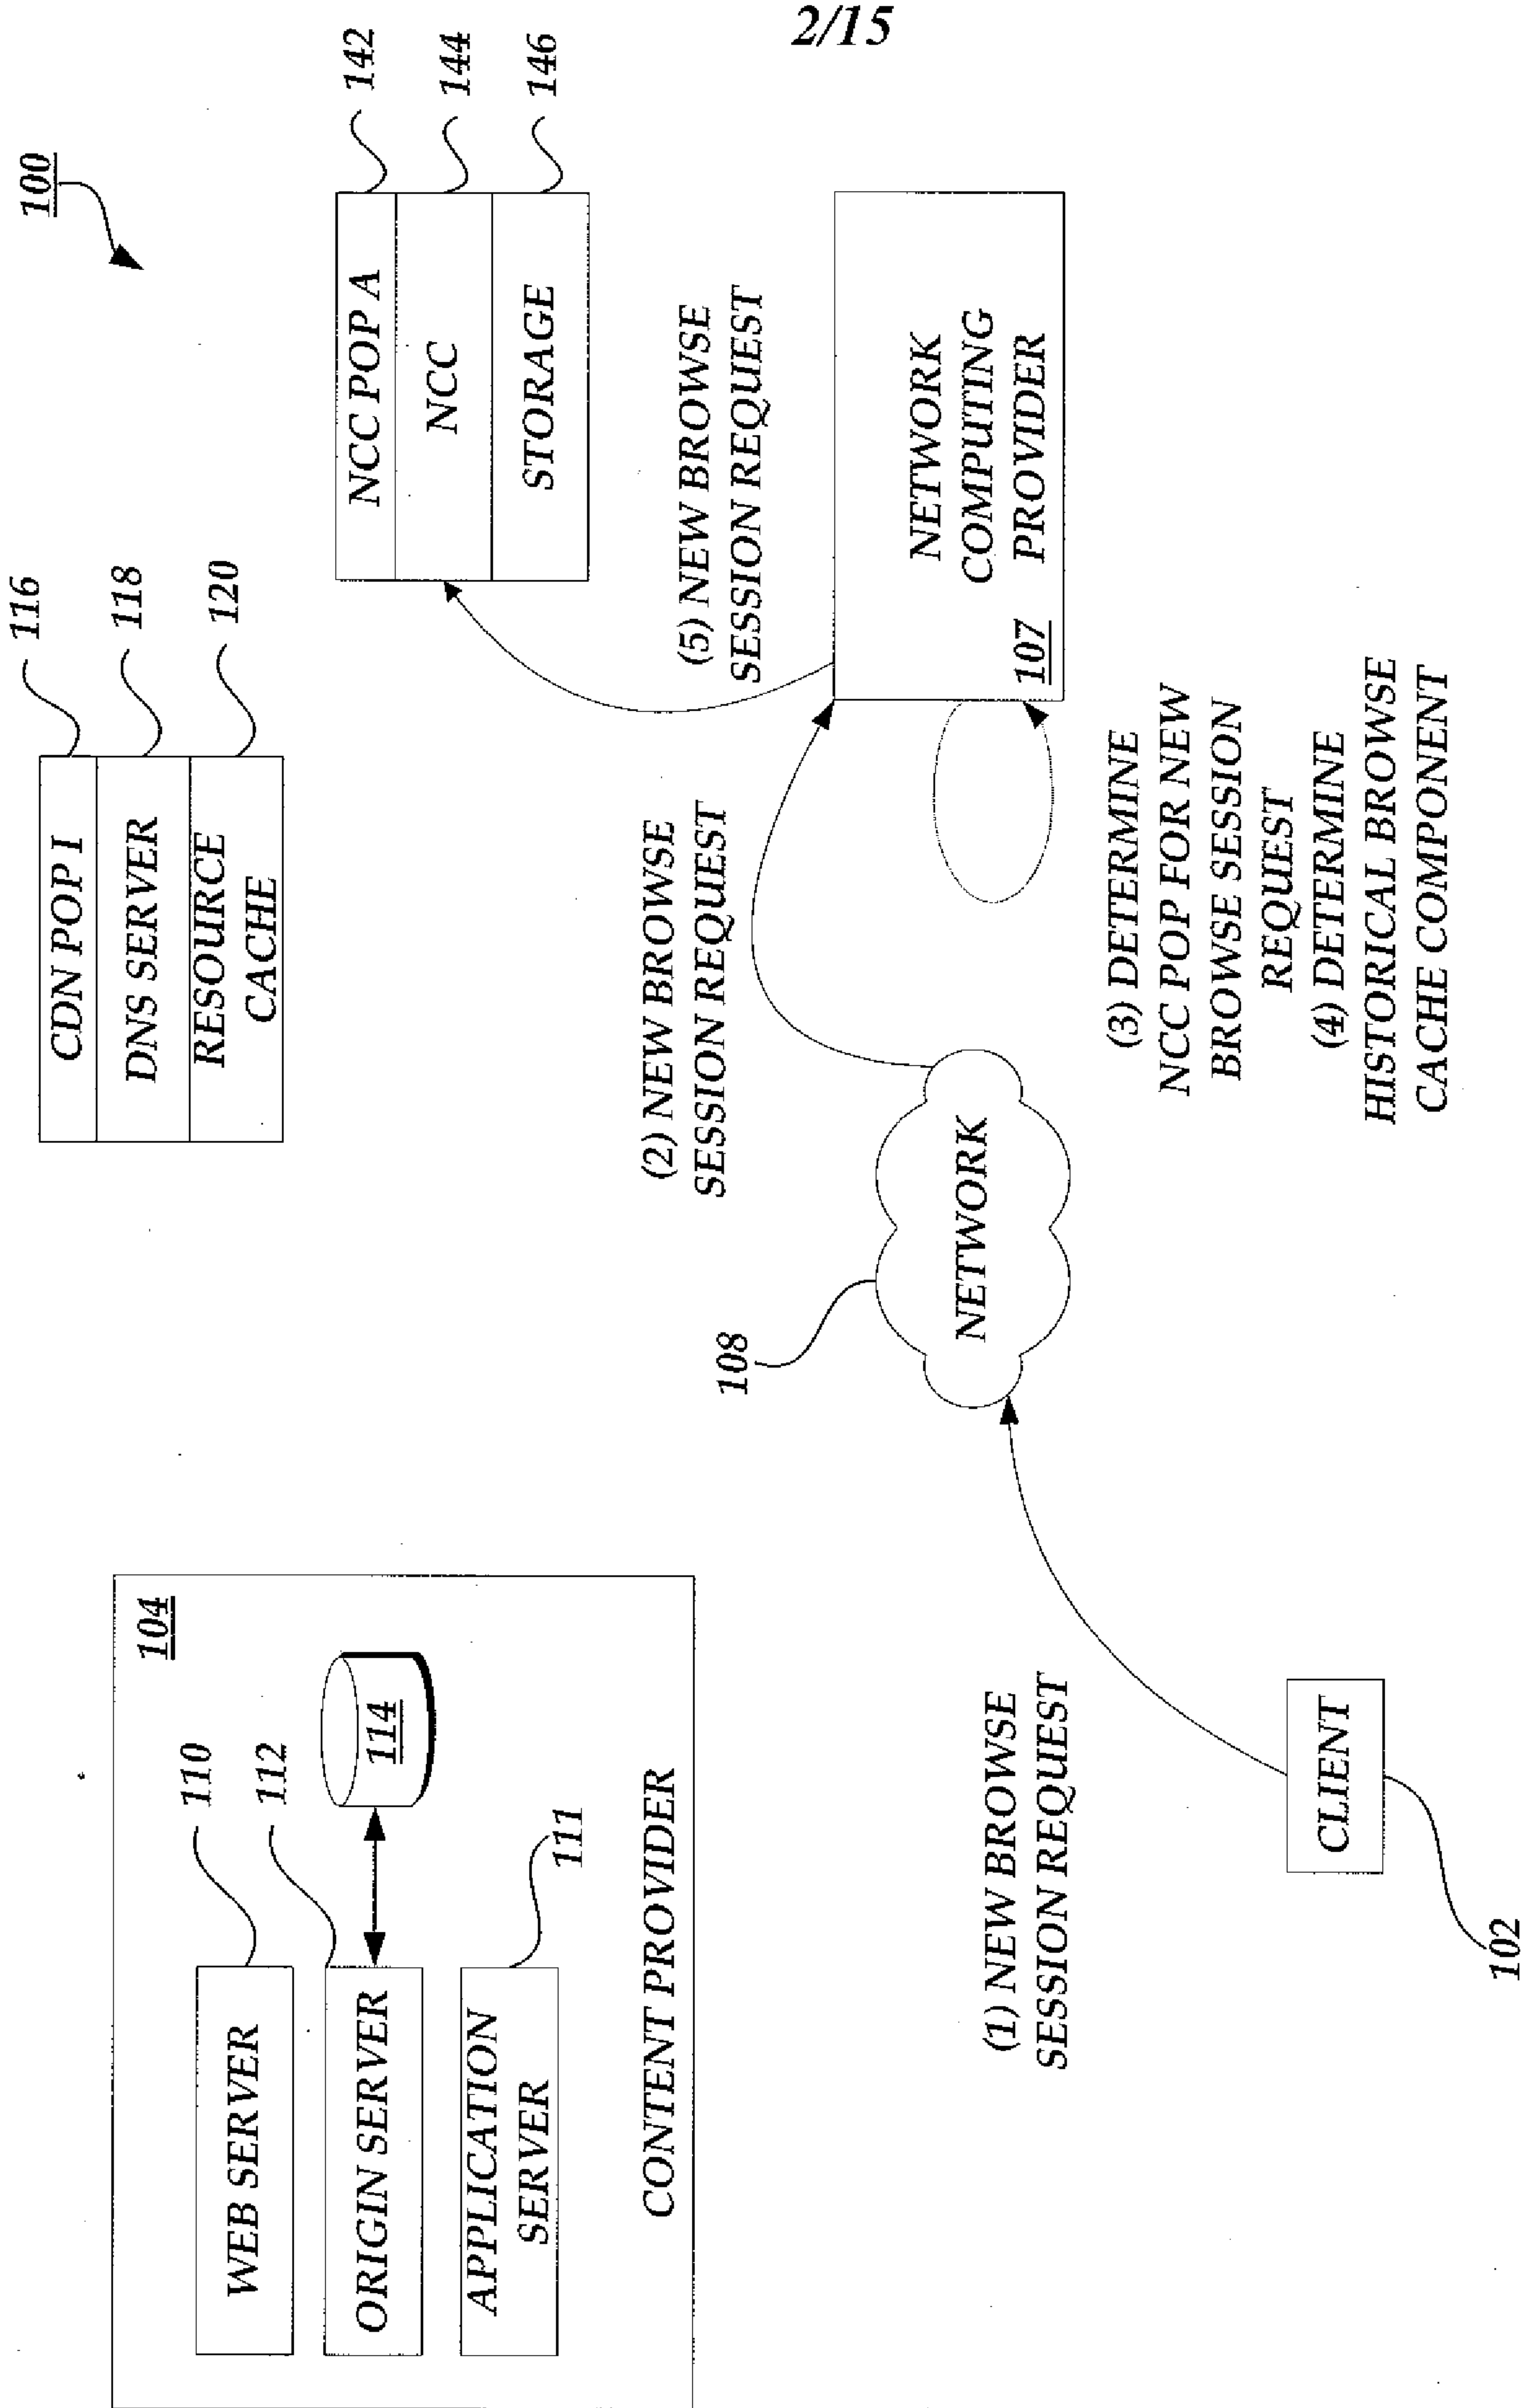 2/15
100
104
110
112
114
111
WEB SERVER
ORIGIN SERVER
APPLICATION
SERVER
CONTENT PROVIDER
116
118
120
CDN POP I
DNS SERVER
RESOURCE
CACHE
142
144
146
NCC POP A
NCC
STORAGE
(1) NEW BROWSE
SESSION REQUEST
CLIENT
102
108
NETWORK
(2) NEW BROWSE
SESSION REQUEST
(5) NEW BROWSE
SESSION REQUEST
NETWORK
COMPUTING
PROVIDER
107
(3) DETERMINE
NCC POP FOR NEW
BROWSE SESSION
REQUEST
(4) DETERMINE
HISTORICAL BROWSE
CACHE COMPONENT